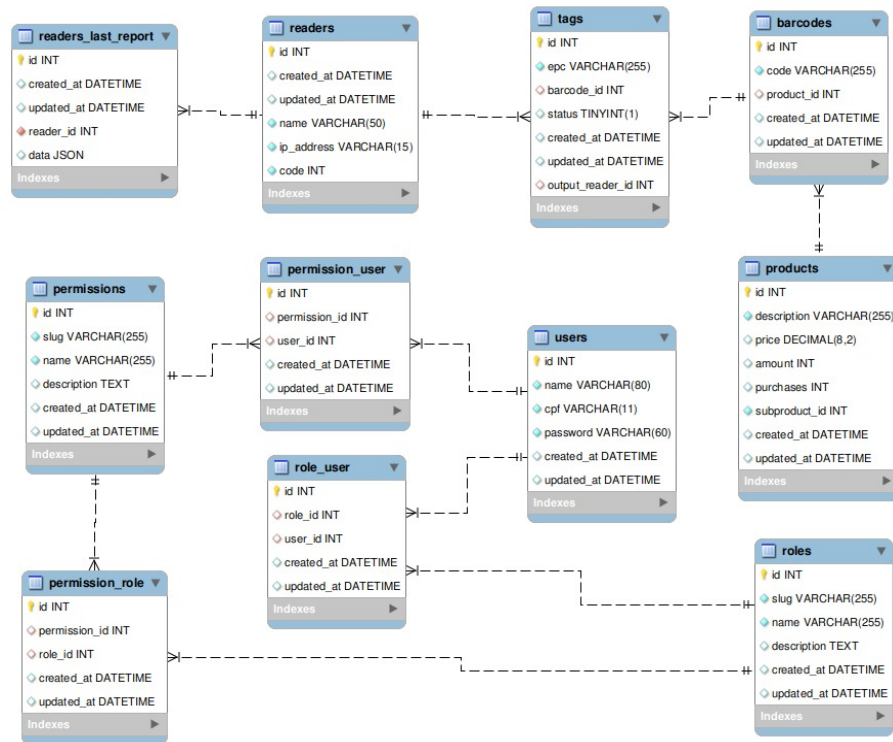 readers_last_report
id INT
created_at DATETIME
updated_at DATETIME
reader_id INT
data JSON
Indexes
readers
id INT
created_at DATETIME
updated_at DATETIME
name VARCHAR(50)
ip_address VARCHAR(15)
code INT
Indexes
tags
id INT
epc VARCHAR(255)
barcode_id INT
status TINYINT(1)
created_at DATETIME
updated_at DATETIME
output_reader_id INT
Indexes
barcodes
id INT
code VARCHAR(255)
product_id INT
created_at DATETIME
updated_at DATETIME
Indexes
permissions
id INT
slug VARCHAR(255)
name VARCHAR(255)
description TEXT
created_at DATETIME
updated_at DATETIME
Indexes
permission_user
id INT
permission_id INT
user_id INT
created_at DATETIME
updated_at DATETIME
Indexes
users
id INT
name VARCHAR(80)
cpf VARCHAR(11)
password VARCHAR(60)
created_at DATETIME
updated_at DATETIME
Indexes
products
id INT
description VARCHAR(255)
price DECIMAL(8,2)
amount INT
purchases INT
subproduct_id INT
created_at DATETIME
updated_at DATETIME
Indexes
role_user
id INT
role_id INT
user_id INT
created_at DATETIME
updated_at DATETIME
Indexes
permission_role
id INT
permission_id INT
role_id INT
created_at DATETIME
updated_at DATETIME
Indexes
roles
id INT
slug VARCHAR(255)
name VARCHAR(255)
description TEXT
created_at DATETIME
updated_at DATETIME
Indexes